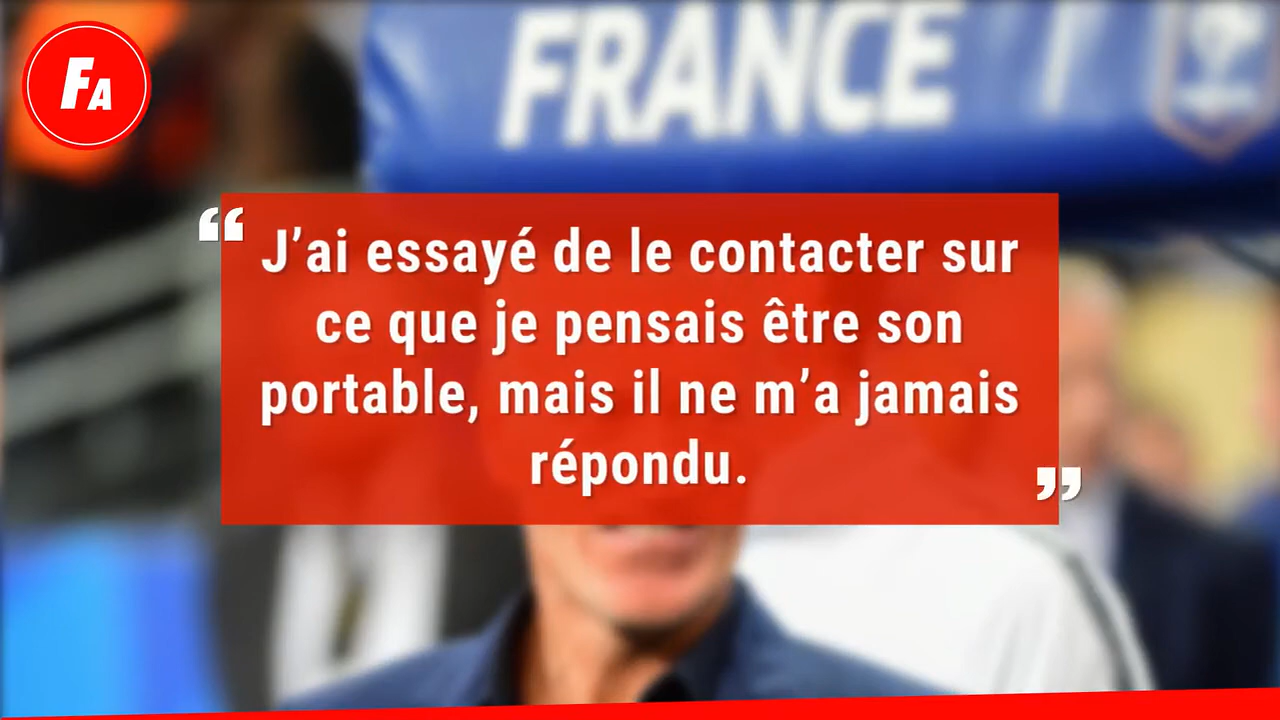 FRANCE
FA
“J’ai essayé de le contacter sur
ce que je pensais être son
portable, mais il ne m’a jamais
répondu.”